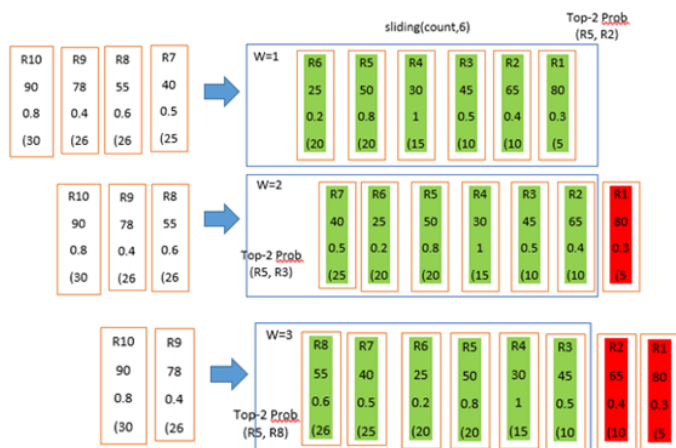 sliding(count,6)
Top-2 Prob
(R5, R2)
R10 R9 R8 R7
90 78 55 40
0.8 0.4 0.6 0.5
(30 (26 (26 (25
W=1
R6 R5 R4 R3 R2 R1
25 50 30 45 65 80
0.2 0.8 1 0.5 0.4 0.3
(20 (20 (15 (10 (10 (5
R10 R9 R8
90 78 55
0.8 0.4 0.6
(30 (26 (26
W=2
Top-2 Prob
(R5, R3)
R7 R6 R5 R4 R3 R2 R1
40 25 50 30 45 65 80
0.5 0.2 0.8 1 0.5 0.4 0.3
(25 (20 (20 (15 (10 (10 (5
R10 R9
90 78
0.8 0.4
(30 (26
W=3
Top-2 Prob
(R5, R8)
R8 R7 R6 R5 R4 R3 R2 R1
55 40 25 50 30 45 65 80
0.6 0.5 0.2 0.8 1 0.5 0.4 0.3
(26 (25 (20 (20 (15 (10 (10 (5